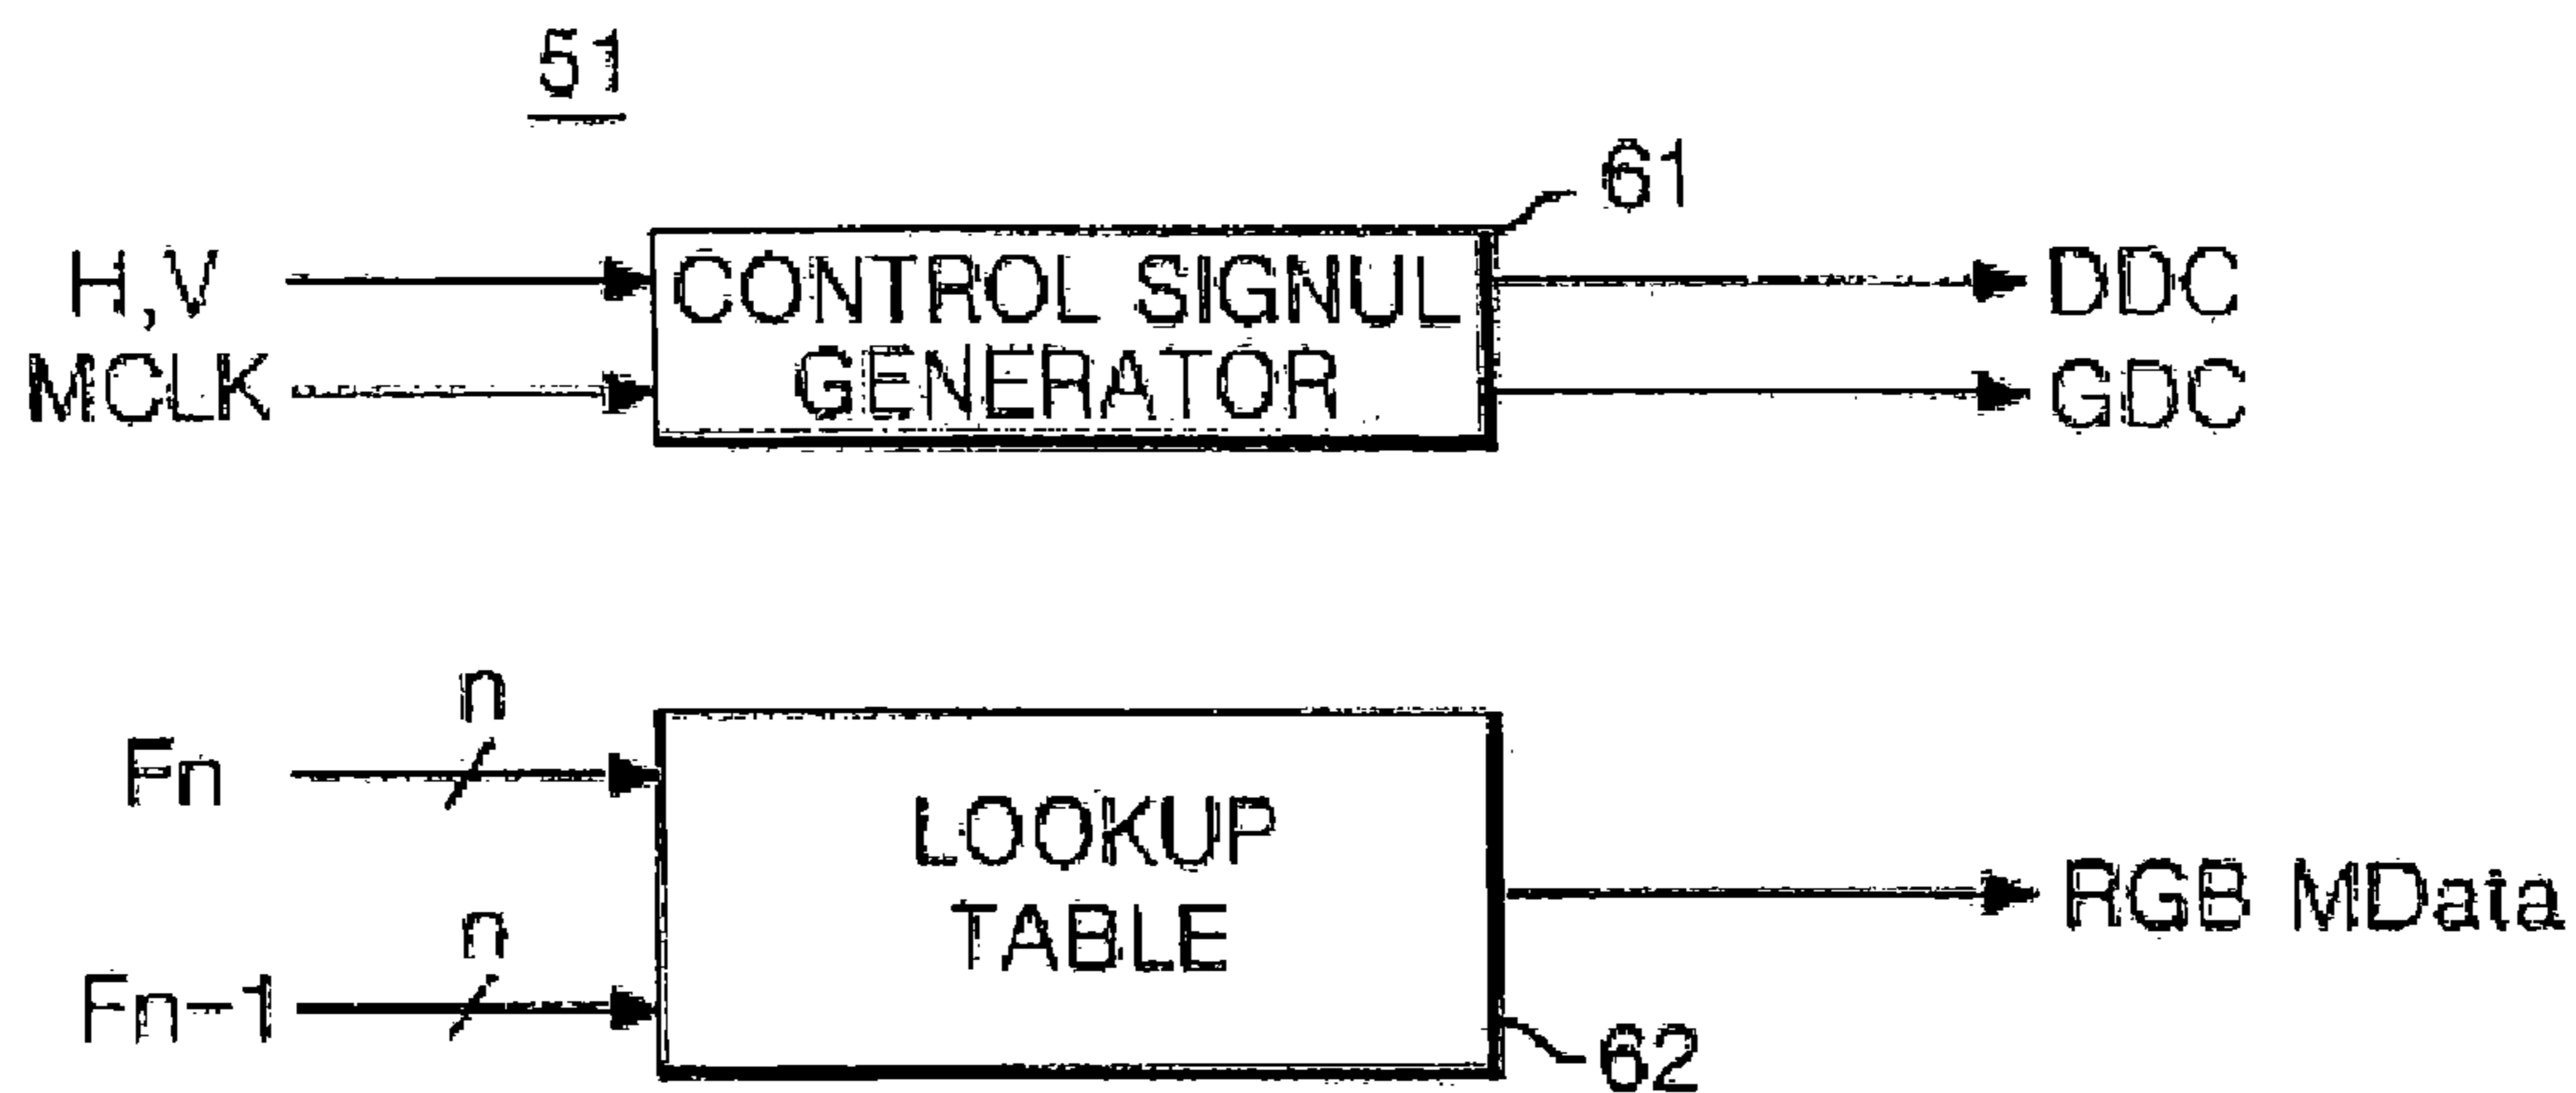 51
61
H,V
CONTROL SIGNUL
DDC
MCLK
GENERATOR
GDC
n
Fn
LOOKUP
TABLE
RGB MData
n
Fn-1
62